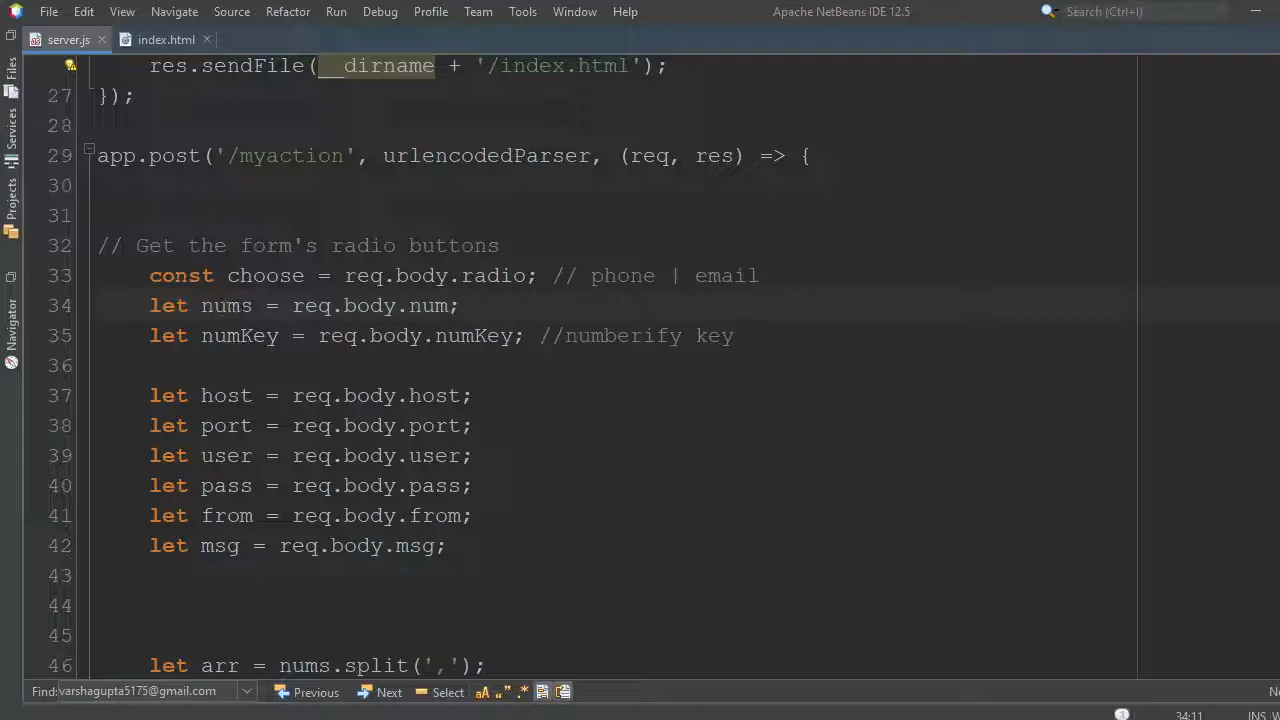 File Edit View Navigate Source Refactor Run Debug Profile Team Tools Window Help Apache NetBeans IDE 12.5 Search (Ctrl+I)
server.js index.html
Files
Services
Projects
Navigator
res.sendFile(__dirname + '/index.html');
27 });
28
29 app.post('/myaction', urlencodedParser, (req, res) => {
30
31
32 // Get the form's radio buttons
33 const choose = req.body.radio; // phone | email
34 let nums = req.body.num;
35 let numKey = req.body.numKey; //numberify key
36
37 let host = req.body.host;
38 let port = req.body.port;
39 let user = req.body.user;
40 let pass = req.body.pass;
41 let from = req.body.from;
42 let msg = req.body.msg;
43
44
45
46 let arr = nums.split(',');
Find: varshagupta5175@gmail.com Previous Next Select aA “” .*
1 34:11 INS